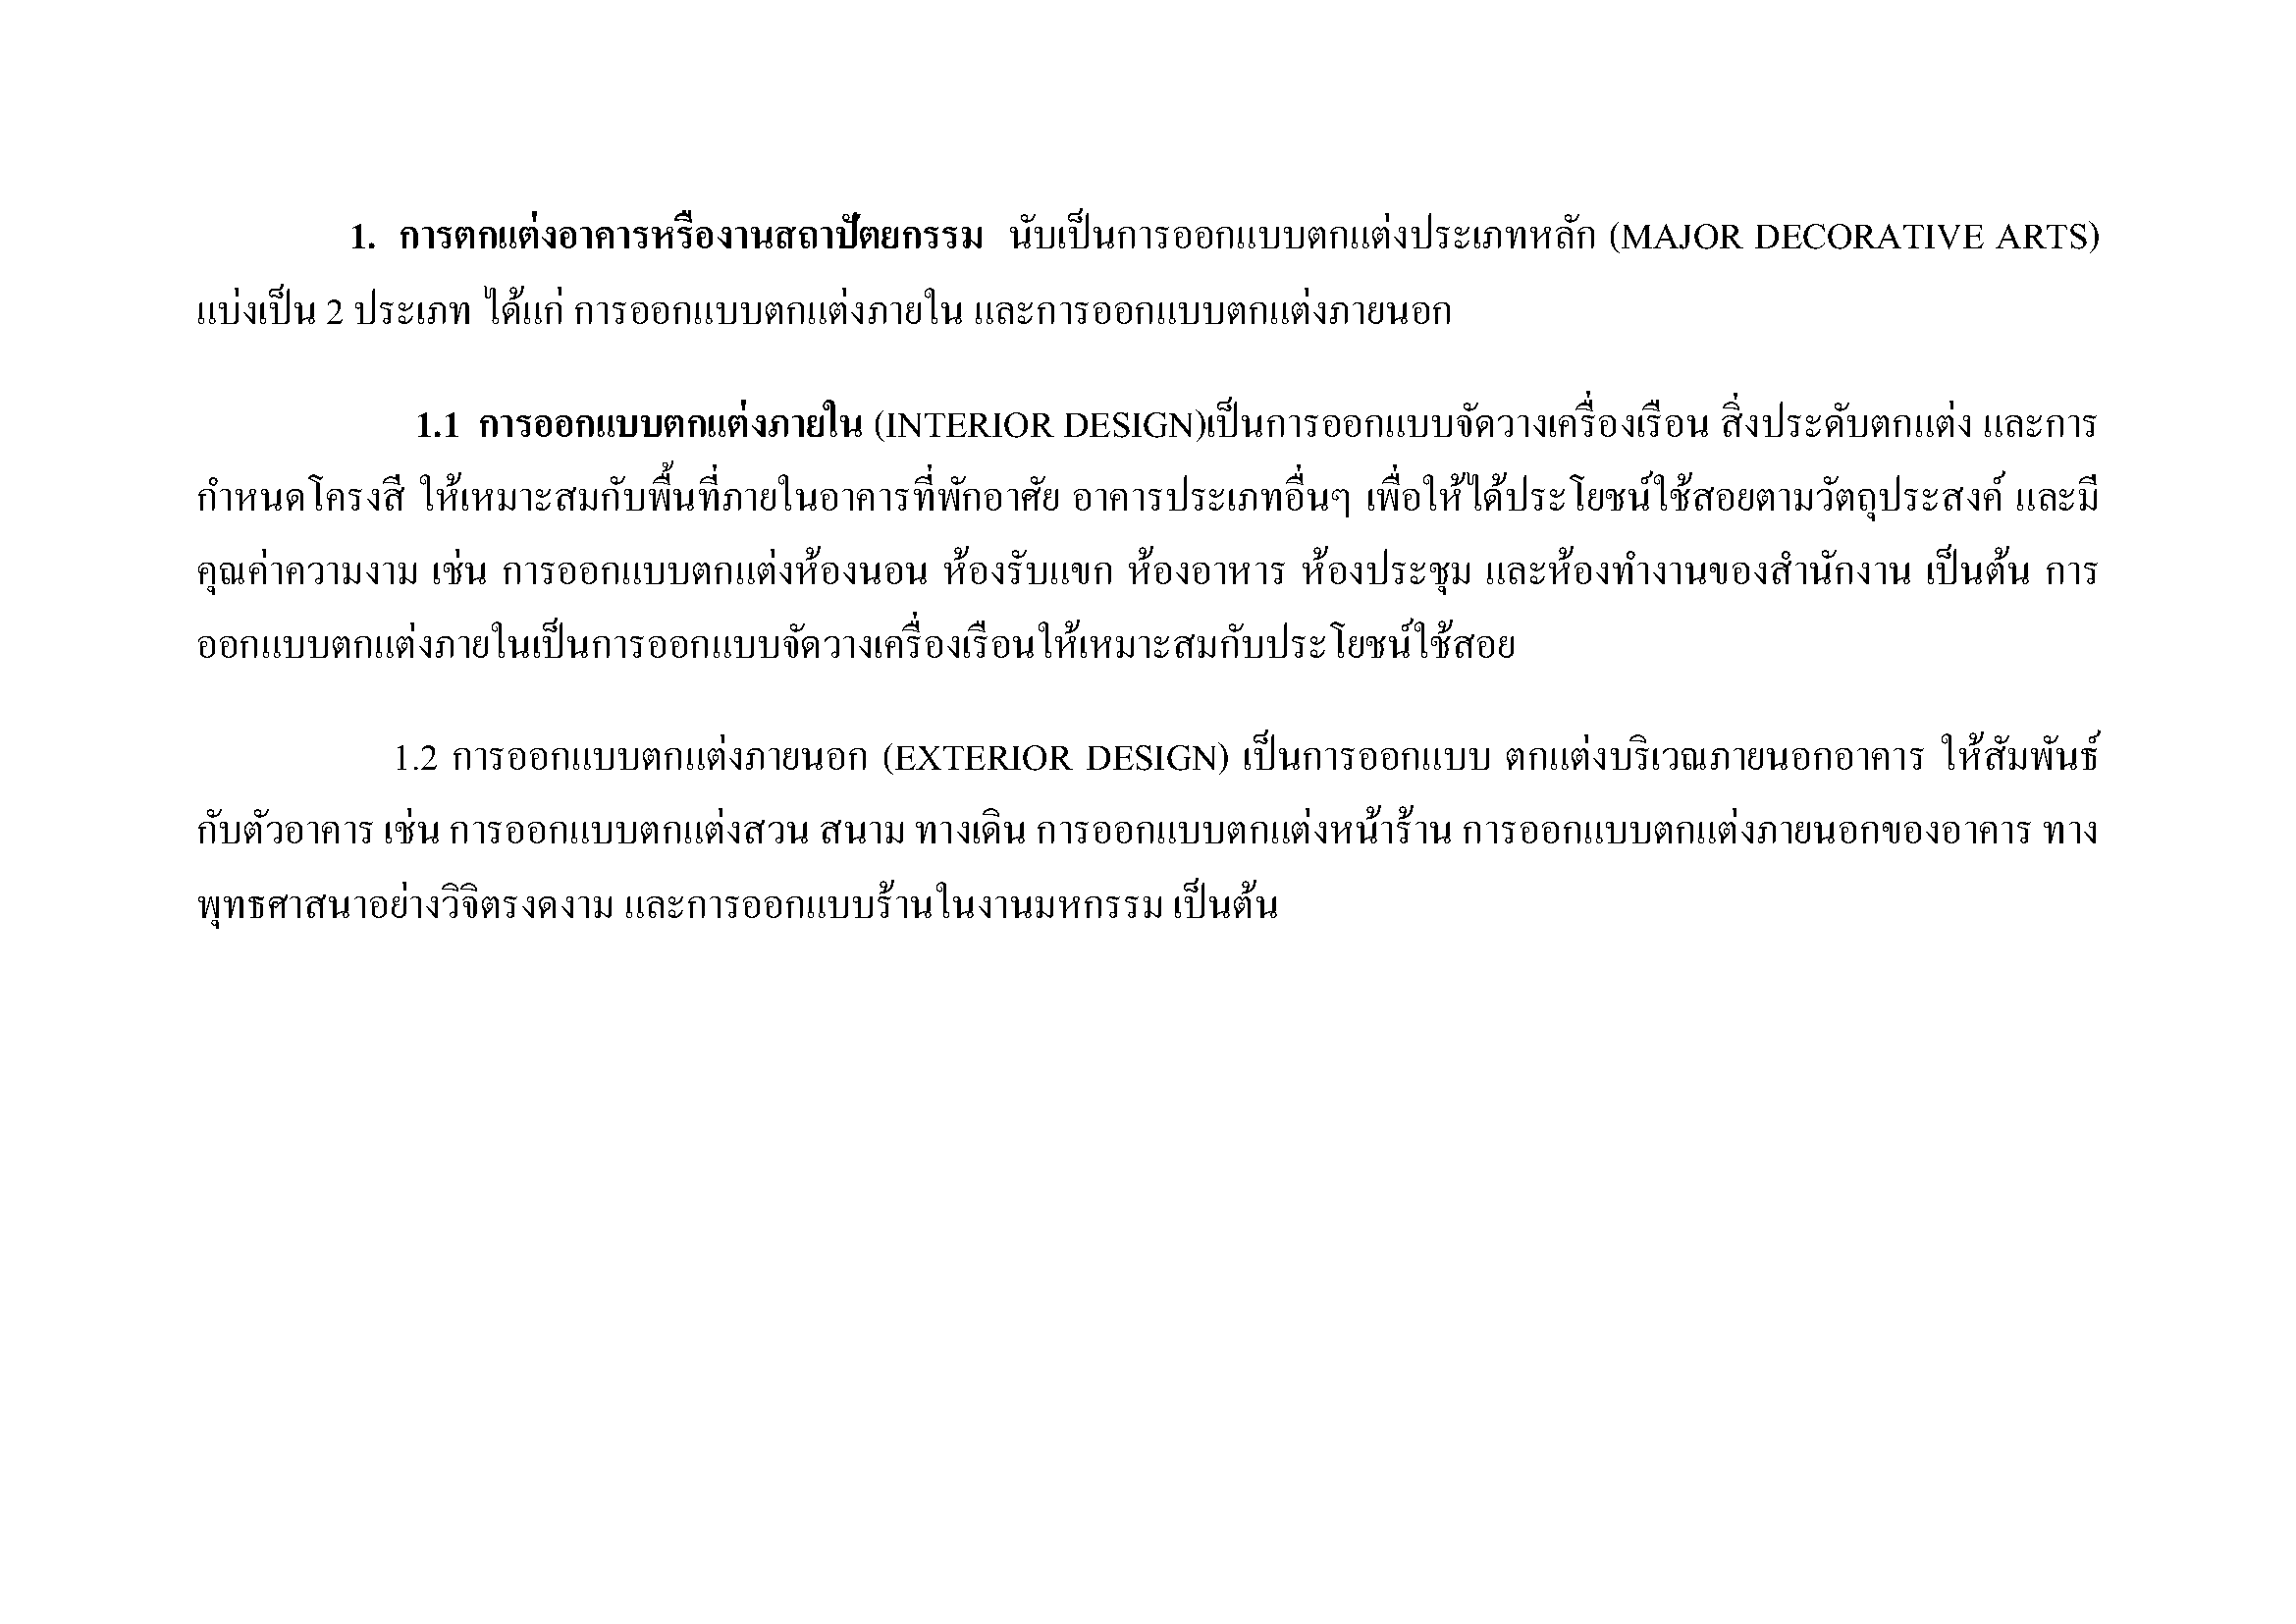 1. การตกแต่งอาคารหรืองานสถาปัตยกรรม นับเป็นการออกแบบตกแต่งประเภทหลัก (MAJOR DECORATIVE ARTS)
แบ่งเป็น 2 ประเภท ได้แก่ การออกแบบตกแต่งภายใน และการออกแบบตกแต่งภายนอก
1.1 การออกแบบตกแต่งภายใน (INTERIOR DESIGN)เป็นการออกแบบจัดวางเครื่องเรือน สิ่งประดับตกแต่ง และการ
กำหนดโครงสี ให้เหมาะสมกับพื้นที่ภายในอาคารที่พักอาศัย อาคารประเภทอื่นๆ เพื่อให้ได้ประโยชน์ใช้สอยตามวัตถุประสงค์ และมี
คุณค่าความงาม เช่น การออกแบบตกแต่งห้องนอน ห้องรับแขก ห้องอาหาร ห้องประชุม และห้องทำงานของสำนักงาน เป็นต้น การ
ออกแบบตกแต่งภายในเป็นการออกแบบจัดวางเครื่องเรือนให้เหมาะสมกับประโยชน์ใช้สอย
1.2 การออกแบบตกแต่งภายนอก (EXTERIOR DESIGN) เป็นการออกแบบ ตกแต่งบริเวณภายนอกอาคาร ให้สัมพันธ์
กับตัวอาคาร เช่น การออกแบบตกแต่งสวน สนาม ทางเดิน การออกแบบตกแต่งหน้าร้าน การออกแบบตกแต่งภายนอกของอาคาร ทาง
พุทธศาสนาอย่างวิจิตรงดงาม และการออกแบบร้านในงานมหกรรม เป็นต้น